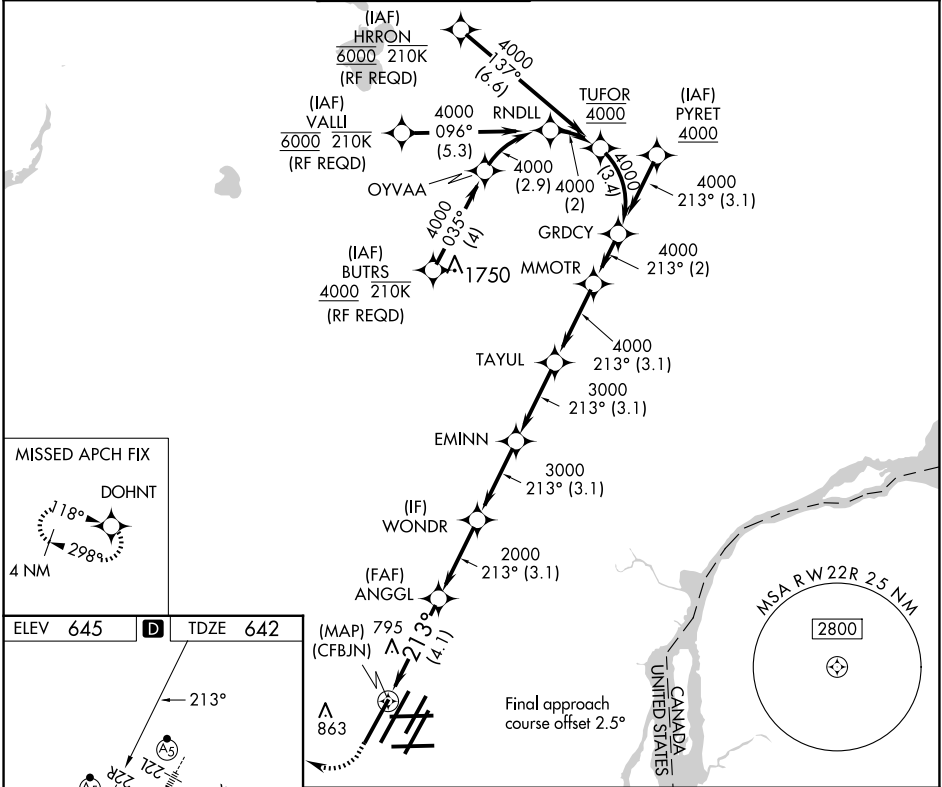 (IAF)
HRRON
6000 210K
(RF REQD)
4000
137°
(6.6)
(IAF)
VALLI
6000 210K
(RF REQD)
4000
096°
(5.3)
RNDLL
TUFOR
4000
(IAF)
PYRET
4000
OYVAA
4000
(2.9)
4000
(2)
4000
(3.4)
4000
213° (3.1)
4000
035°
(4)
(IAF)
BUTRS
4000 210K
(RF REQD)
1750
GRDCY
4000
213° (2)
MMOTR
4000
213° (3.1)
TAYUL
3000
213° (3.1)
EMINN
3000
213° (3.1)
(IF)
WONDR
2000
213° (3.1)
(FAF)
ANGGL
213°
(4.1)
(MAP)
(CFBJN)
795
863
Final approach
course offset 2.5°
CANADA
UNITED STATES
MSA RW22R 25 NM
2800
MISSED APCH FIX
DOHNT
118°
298°
4 NM
ELEV 645 D TDZE 642
213°
A5
22L
22R